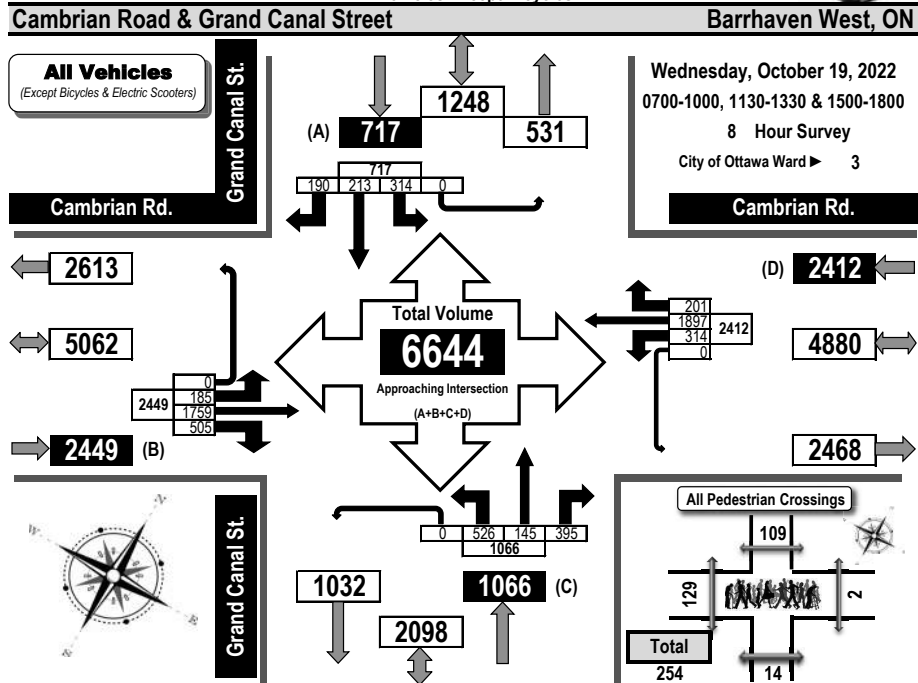 Cambrian Road & Grand Canal Street
Barrhaven West, ON
All Vehicles
(Except Bicycles & Electric Scooters)
Grand Canal St.
Cambrian Rd.
1248
(A) 717
531
717
190 213 314 0
Wednesday, October 19, 2022
0700-1000, 1130-1330 & 1500-1800
8 Hour Survey
City of Ottawa Ward ► 3
Cambrian Rd.
2613
5062
2449
0
185
1759
505
2449 (B)
Total Volume
6644
Approaching Intersection
(A+B+C+D)
(D) 2412
201
1897
314
0
2412
4880
2468
N
W
E
S
Grand Canal St.
0 526 145 395
1066
1032
1066 (C)
2098
All Pedestrian Crossings
109
129
2
Total
254
14